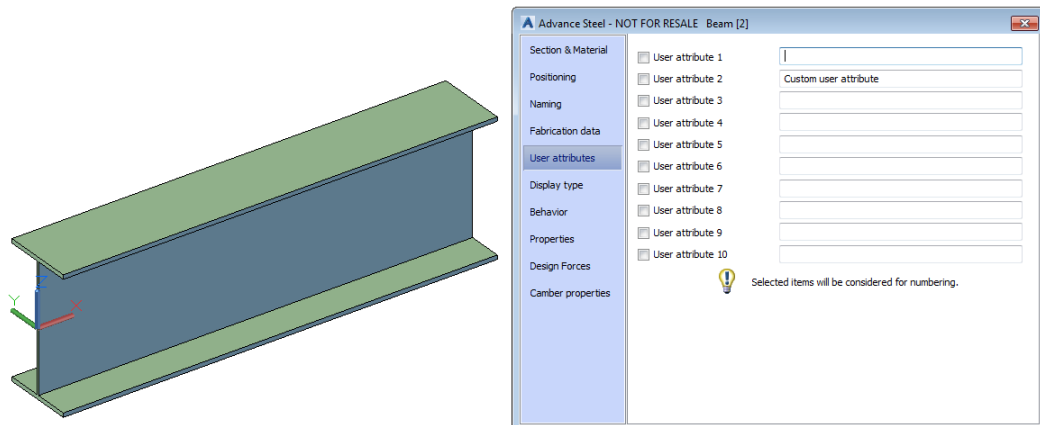 Advance Steel - NOT FOR RESALE Beam [2]
Section & Material
Positioning
Naming
Fabrication data
User attributes
Display type
Behavior
Properties
Design Forces
Camber properties
User attribute 1
User attribute 2 Custom user attribute
User attribute 3
User attribute 4
User attribute 5
User attribute 6
User attribute 7
User attribute 8
User attribute 9
User attribute 10
Selected items will be considered for numbering.
Z
Y
X